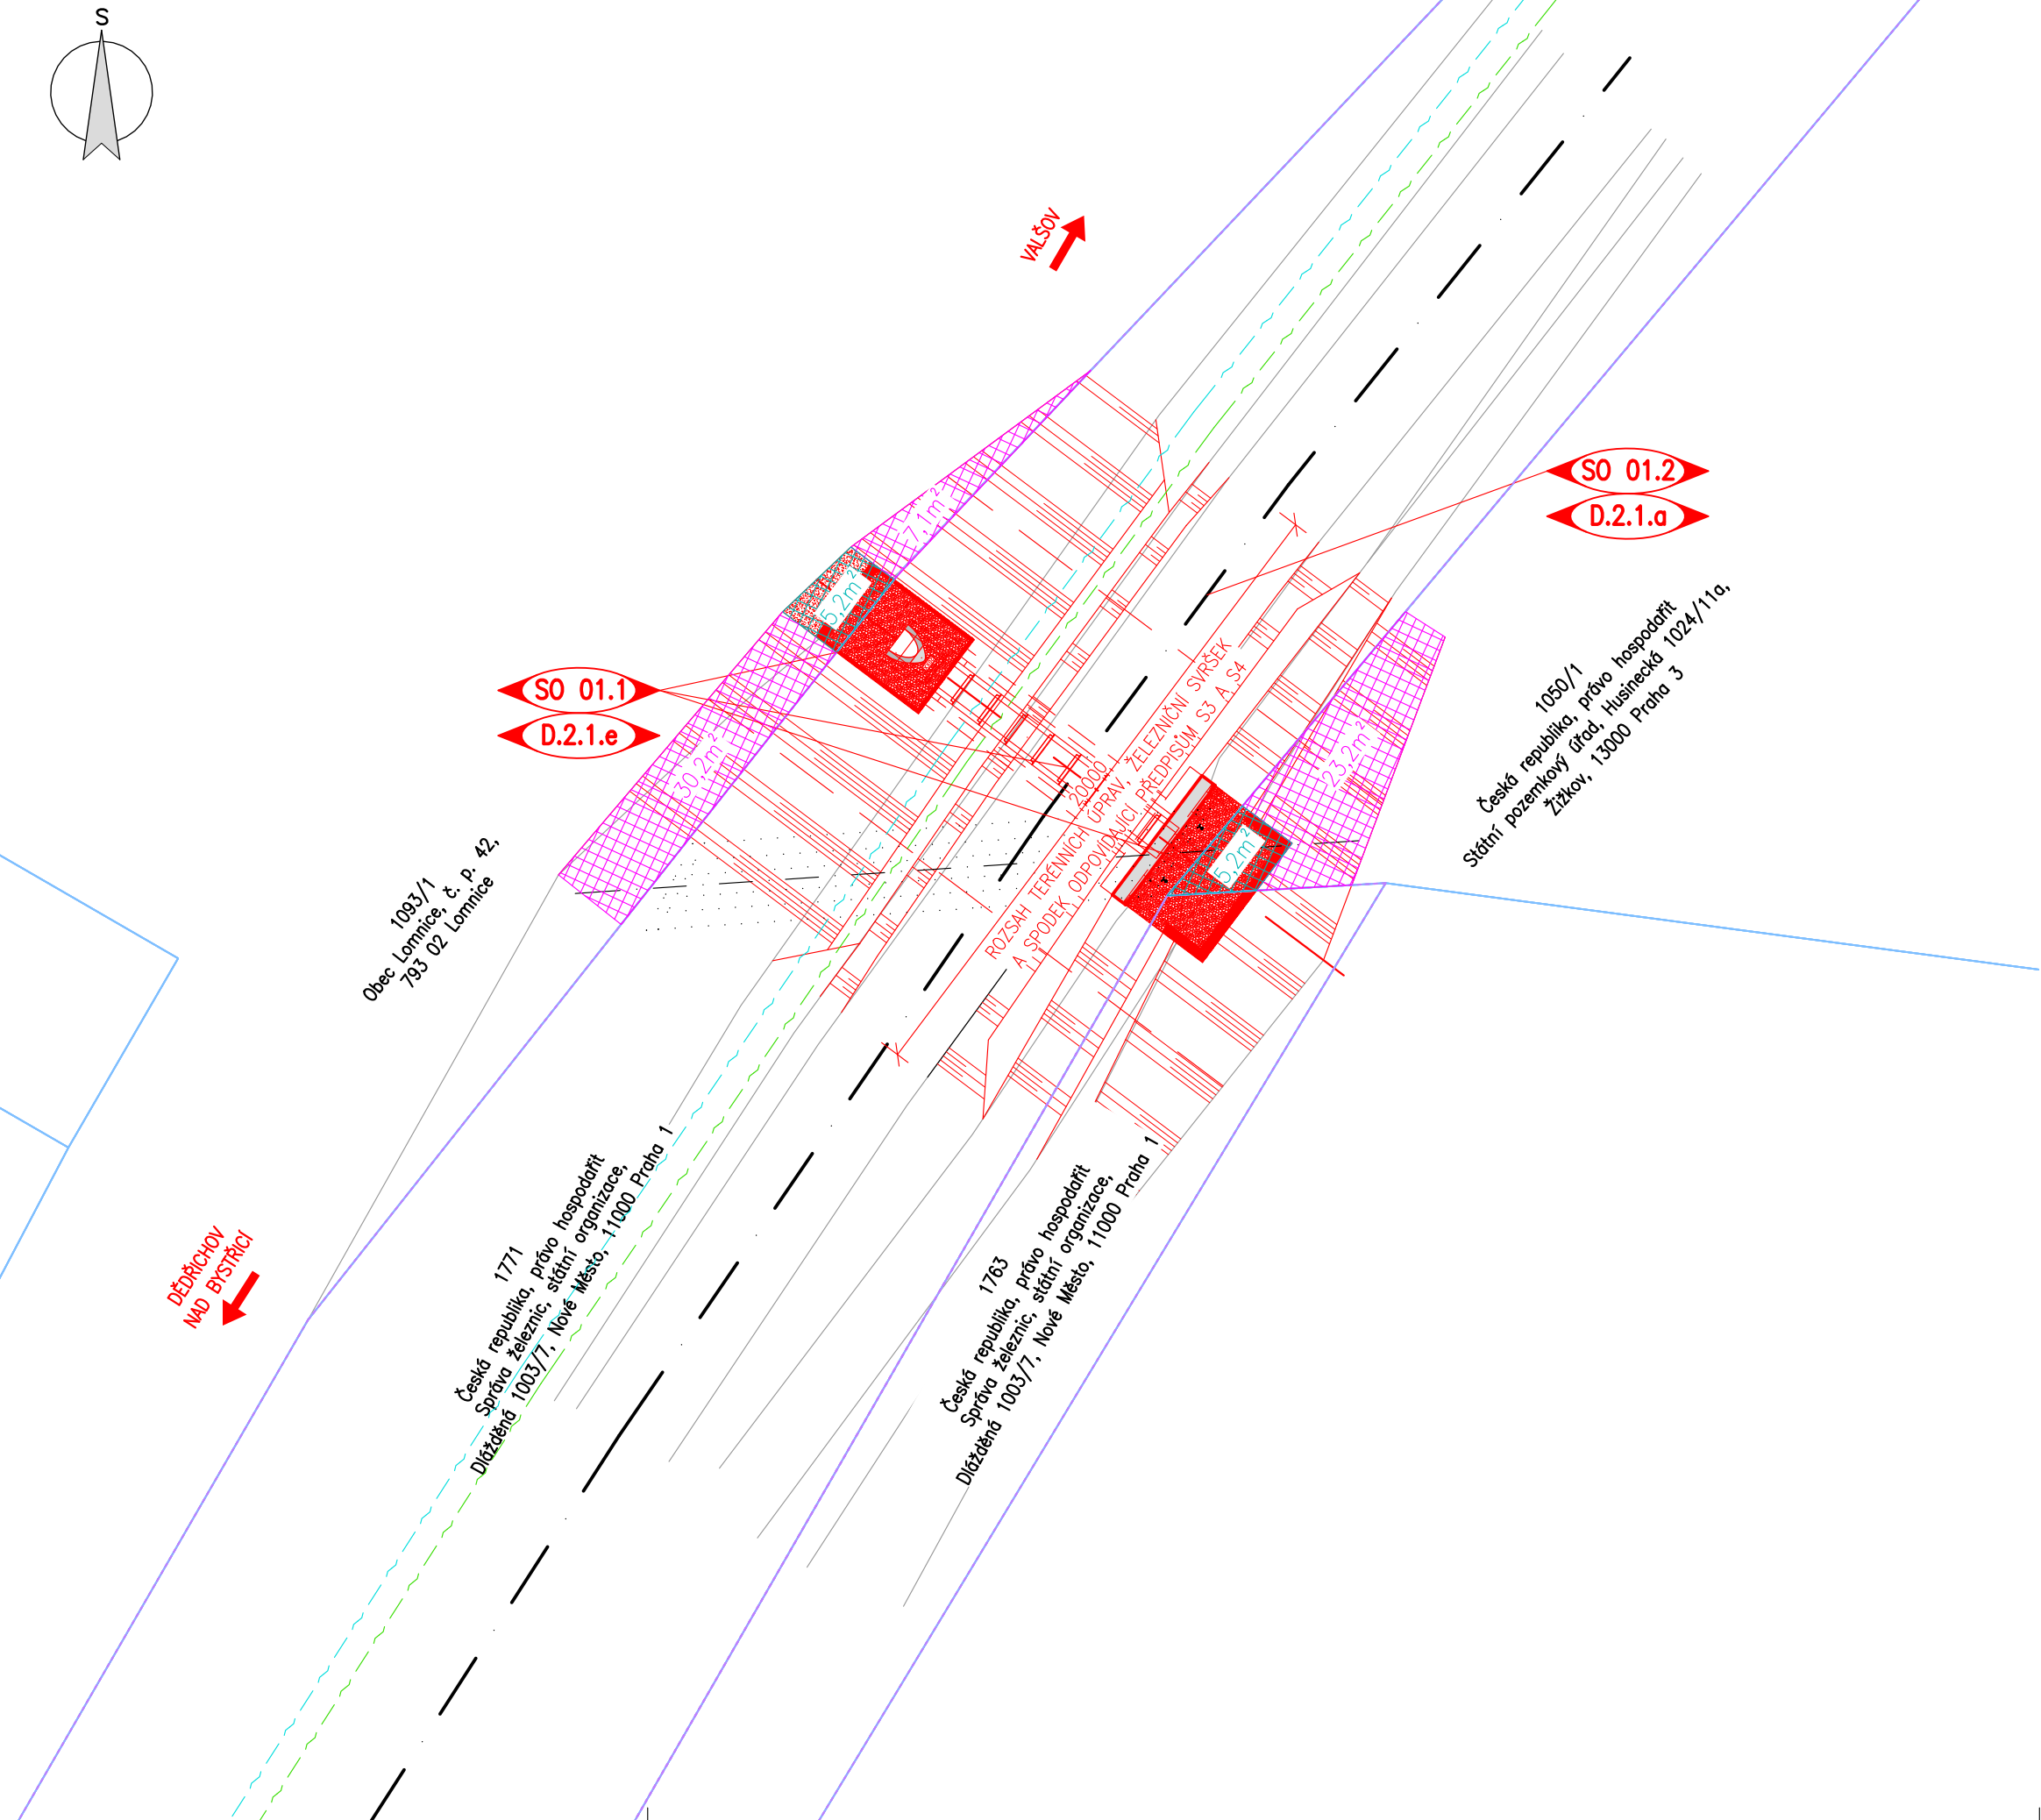 S
VALŠOV
SO 01.2
D.2.1.a
7,1m²
5,2m²
SO 01.1
D.2.1.e
30,2m²
1050/1
Česká republika, právo hospodařit
Státní pozemkový úřad, Husinecká 1024/11a,
Žižkov, 13000 Praha 3
23,2m²
20000
ROZSAH TERÉNNÍCH ÚPRAV, ŽELEZNIČNÍ SVRŠEK
A SPODEK ODPOVÍDAJÍCÍ PŘEDPISŮM S3 A S4
5,2m²
1093/1
Obec Lomnice, č. p. 42,
793 02 Lomnice
DĚDŘICHOV
NAD BYSTŘICÍ
1771
Česká republika, právo hospodařit
Správa železnic, státní organizace,
Dlážděná 1003/7, Nové Město, 11000 Praha 1
1763
Česká republika, právo hospodařit
Správa železnic, státní organizace,
Dlážděná 1003/7, Nové Město, 11000 Praha 1